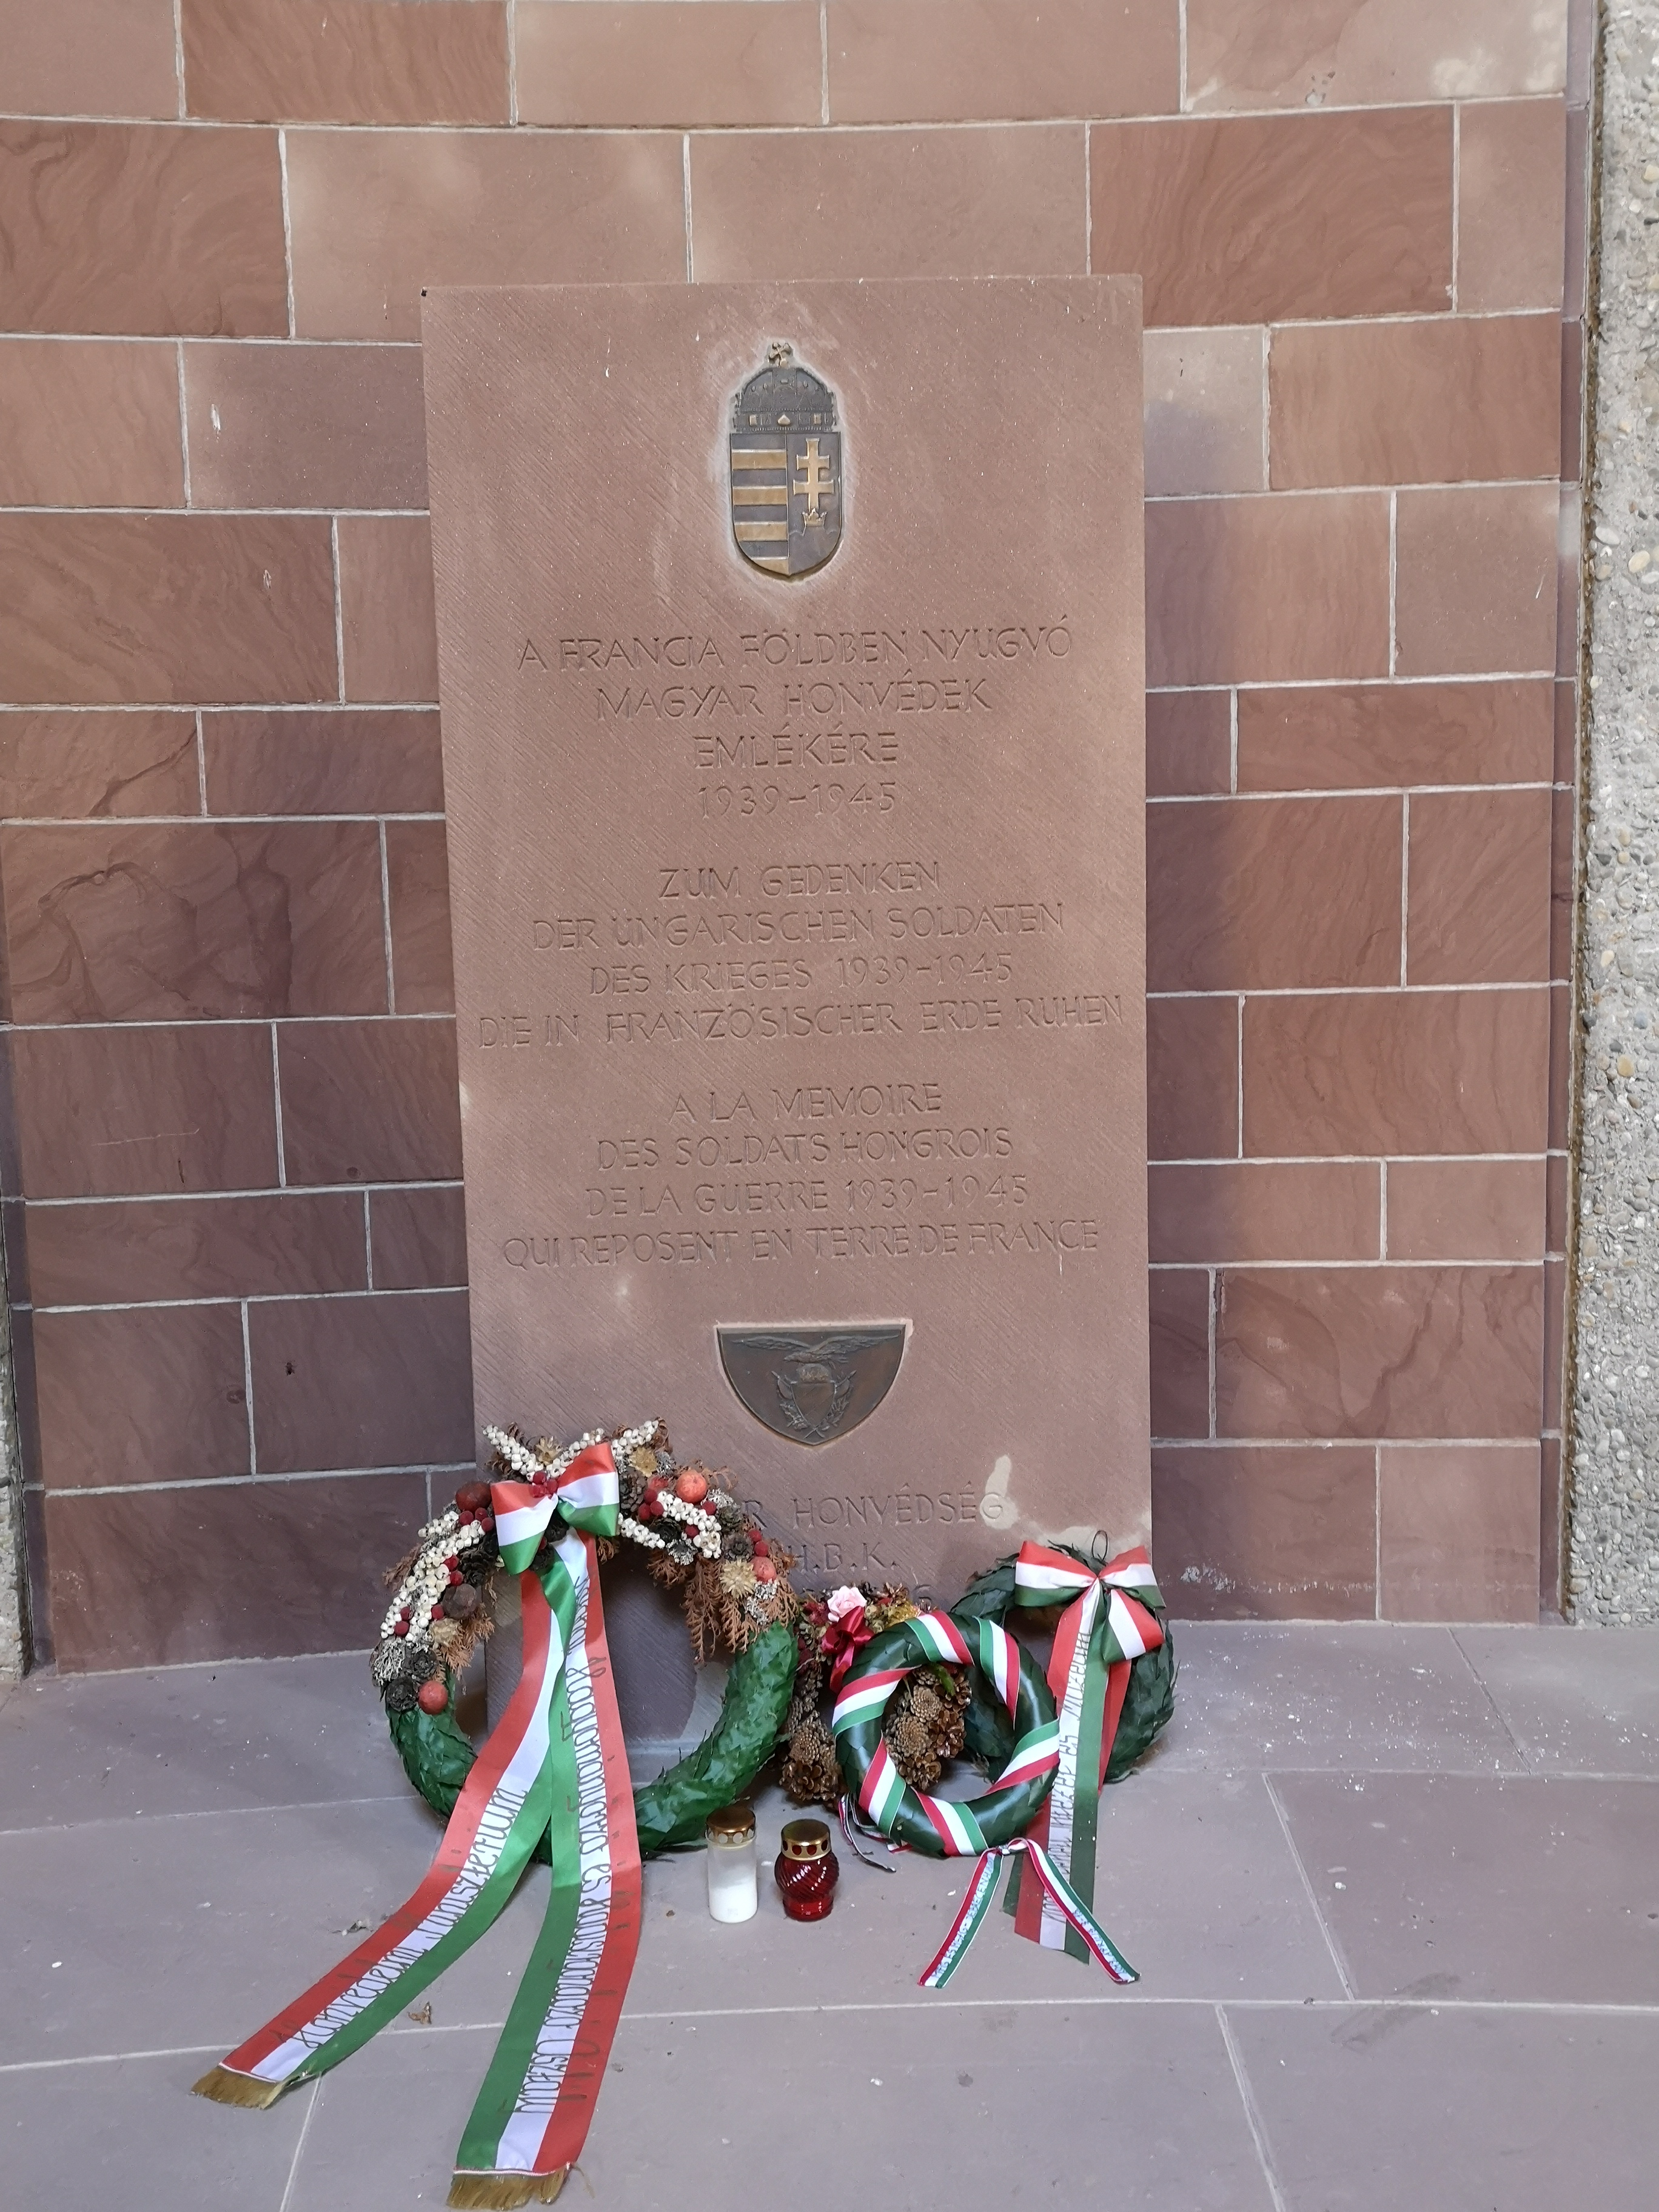 A FRANCIA FÖLDBEN NYUGVÓ
MAGYAR HONVÉDEK
EMLÉKÉRE
1939-1945
ZUM GEDENKEN
DER UNGARISCHEN SOLDATEN
DES KRIEGES 1939-1945
DIE IN FRANZÖSISCHER ERDE RUHEN
A LA MEMOIRE
DES SOLDATS HONGROIS
DE LA GUERRE 1939-1945
QUI REPOSENT EN TERRE DE FRANCE
HONVÉDSÉG
H.B.K.
Honvédelmi Minisztérium